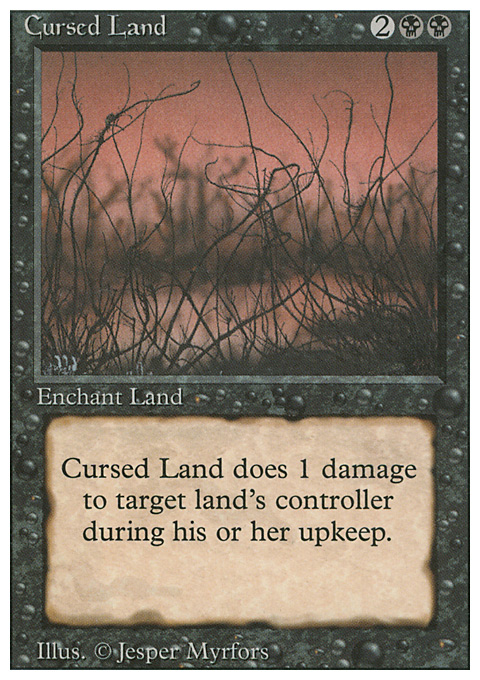 Cursed Land 2
Enchant Land
Cursed Land does 1 damage
to target land's controller
during his or her upkeep.
Illus. © Jesper Myrfors